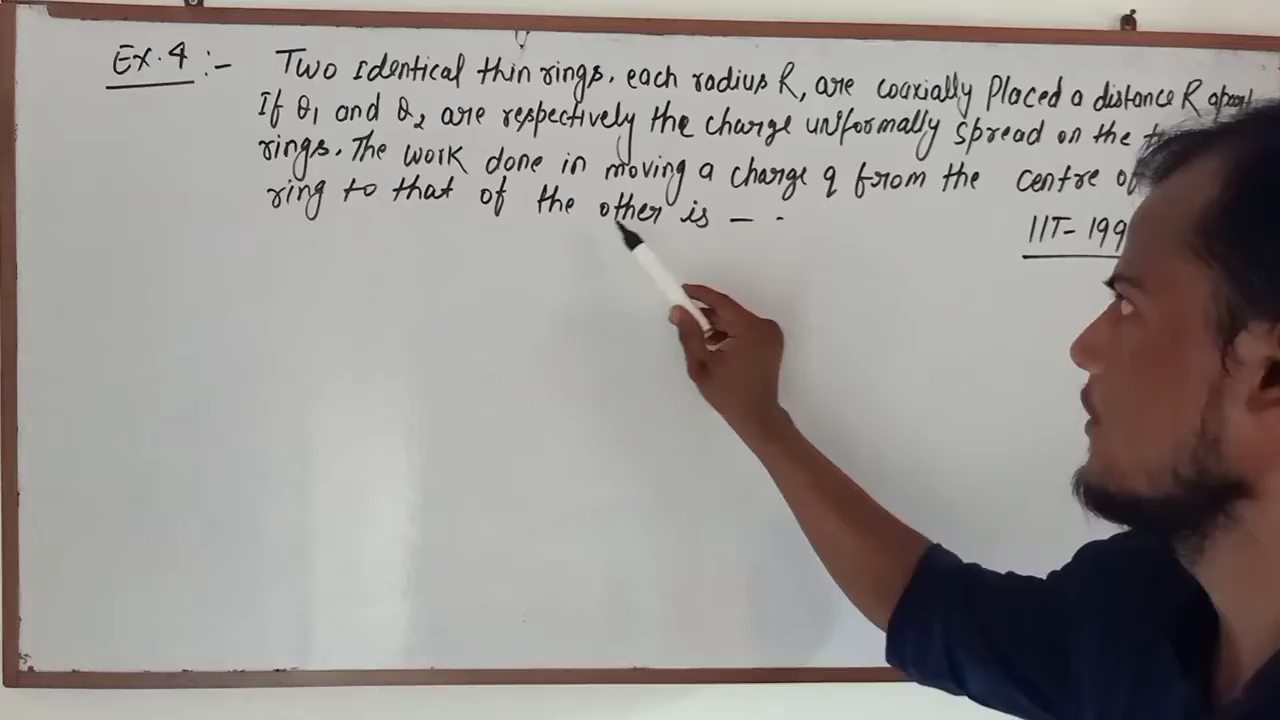 Ex. 4 :- Two identical thin rings. each radius R, are coaxially placed a distance R apart
If Q₁ and Q₂ are respectively the charge uniformally spread on the
rings. The work done in moving a charge q from the centre of
ring to that of the other is -
IIT- 199